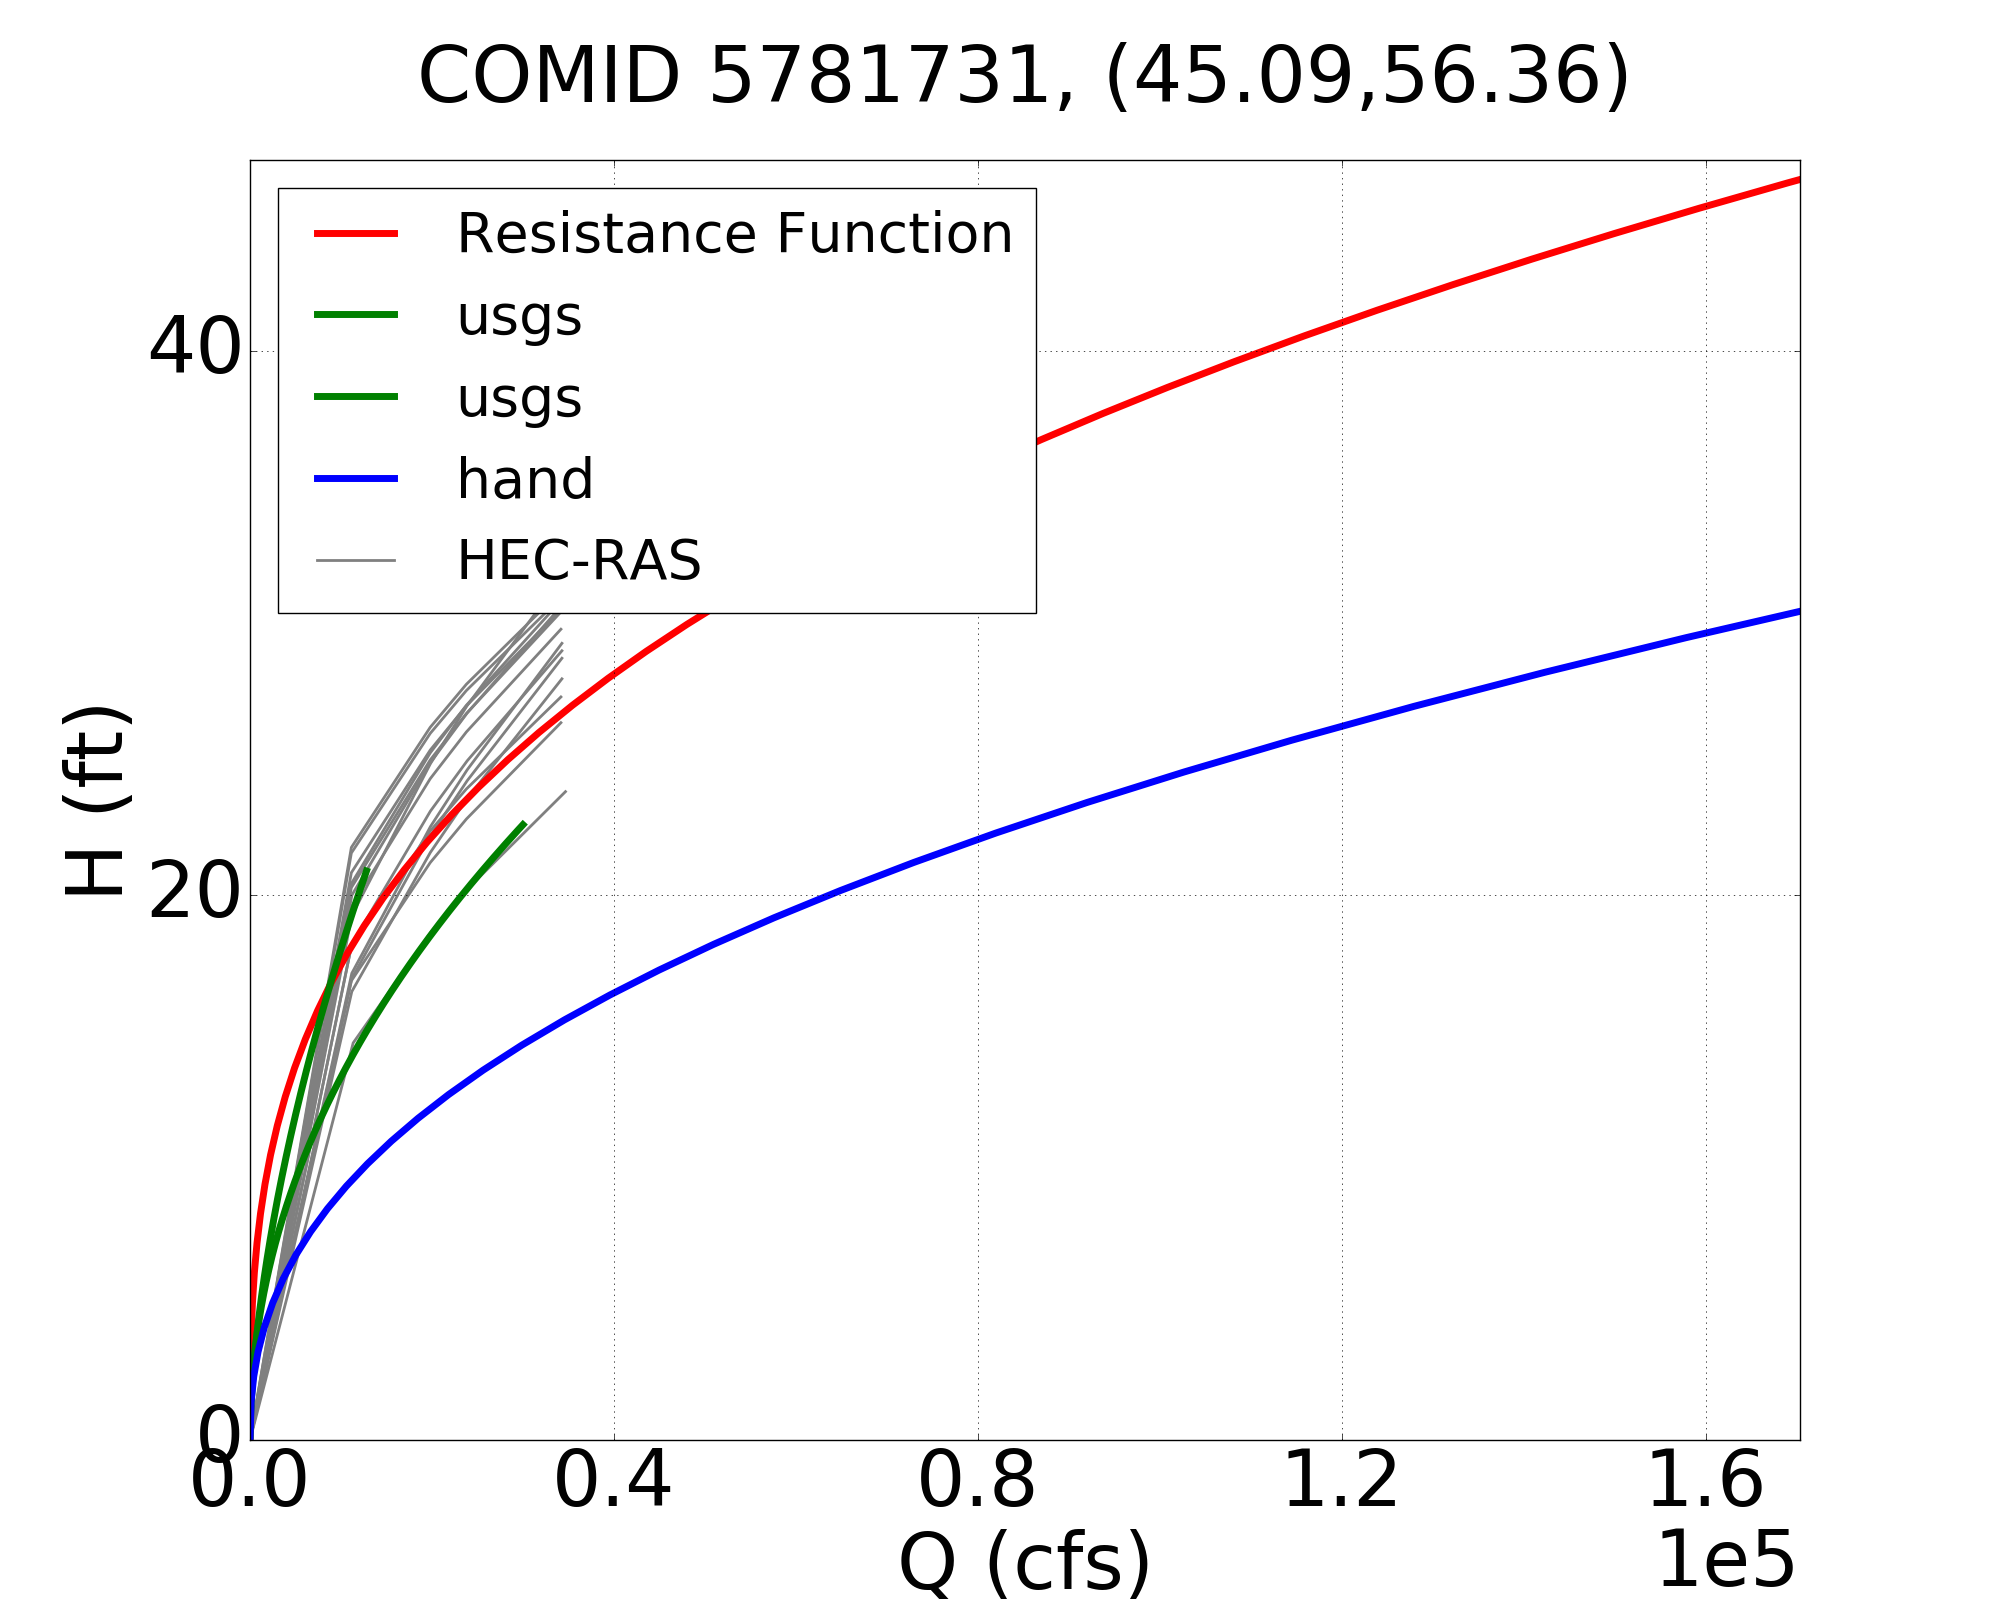 COMID 5781731, (45.09,56.36)
Resistance Function
usgs
usgs
hand
HEC-RAS
40
20
0
H (ft)
0.0 0.4 0.8 1.2 1.6
1e5
Q (cfs)